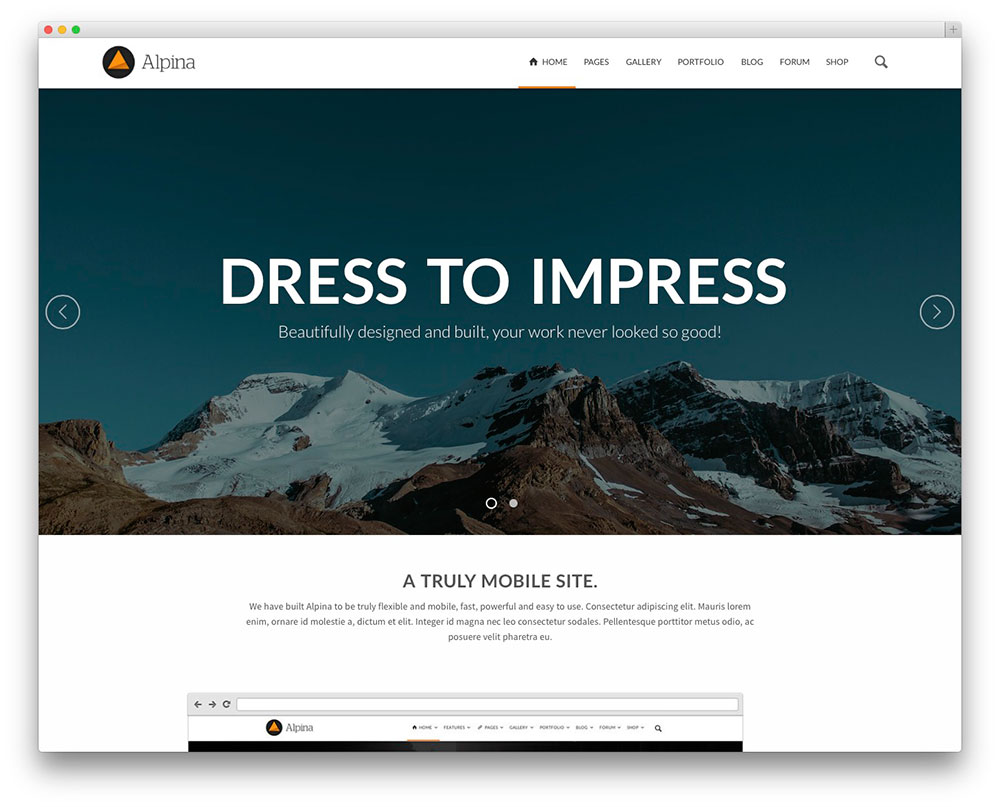 Alpina
HOME PAGES GALLERY PORTFOLIO BLOG FORUM SHOP
DRESS TO IMPRESS
Beautifully designed and built, your work never looked so good!
A TRULY MOBILE SITE.
We have built Alpina to be truly flexible and mobile, fast, powerful and easy to use. Consectetur adipiscing elit. Mauris lorem
enim, ornare id molestie a, dictum et elit. Integer id magna nec leo consectetur sodales. Pellentesque porttitor metus odio, ac
posuere velit pharetra eu.
Alpina
HOME FEATURES PAGES GALLERY PORTFOLIO BLOG FORUM SHOP